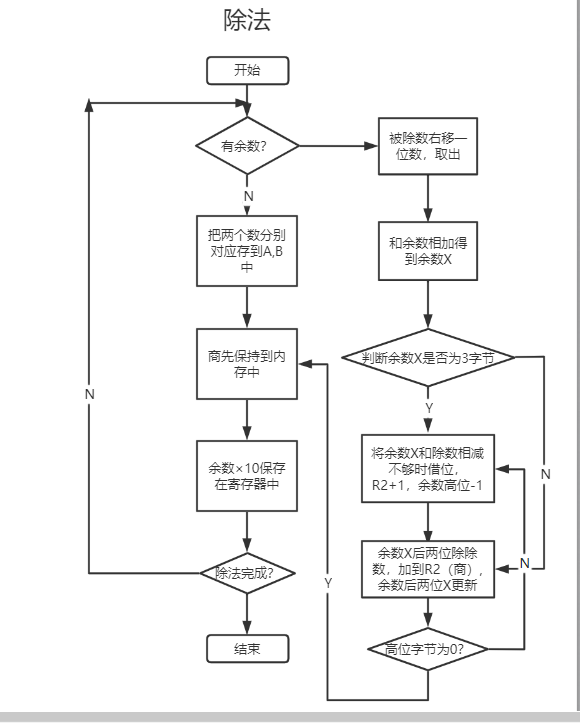 除法
开始
有余数?
N
把两个数分别
对应存到A,B
中
商先保持到内
存中
余数×10保存
在寄存器中
除法完成?
N
结束
被除数右移一
位数，取出
和余数相加得
到余数X
判断余数X是否为3字节
Y
N
将余数X和除数相减
不够时借位，
R2+1，余数高位-1
余数X后两位除除
数，加到R2（商），
余数后两位X更新
N
高位字节为0?
Y